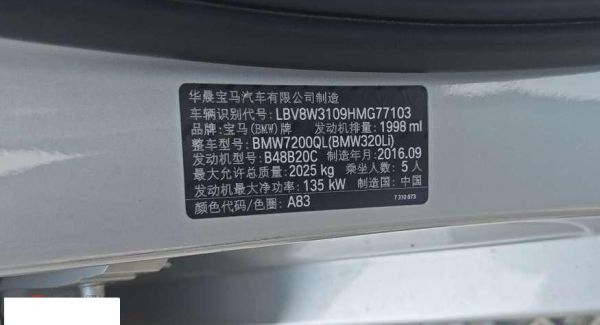 华晨宝马汽车有限公司制造
车辆识别代号: LBV8W3109HMG77103
品牌: 宝马(BMW)牌 发动机排量: 1998 ml
整车型号: BMW7200QL(BMW320Li)
发动机型号: B48B20C 制造年月: 2016.09
最大允许总质量: 2025 kg 乘坐人数: 5 人
发动机最大净功率: 135 kW 制造国: 中国
颜色代码/色圈: A83
7 310 673